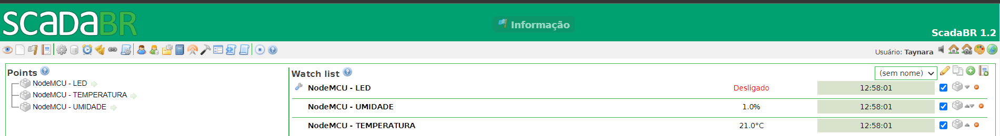 SCADABR
Informação
ScadaBR 1.2
Usuário: Taynara
Points
NodeMCU - LED
NodeMCU - TEMPERATURA
NodeMCU - UMIDADE
Watch list
(sem nome)
NodeMCU - LED Desligado 12:58:01
NodeMCU - UMIDADE 1.0% 12:58:01
NodeMCU - TEMPERATURA 21.0°C 12:58:01